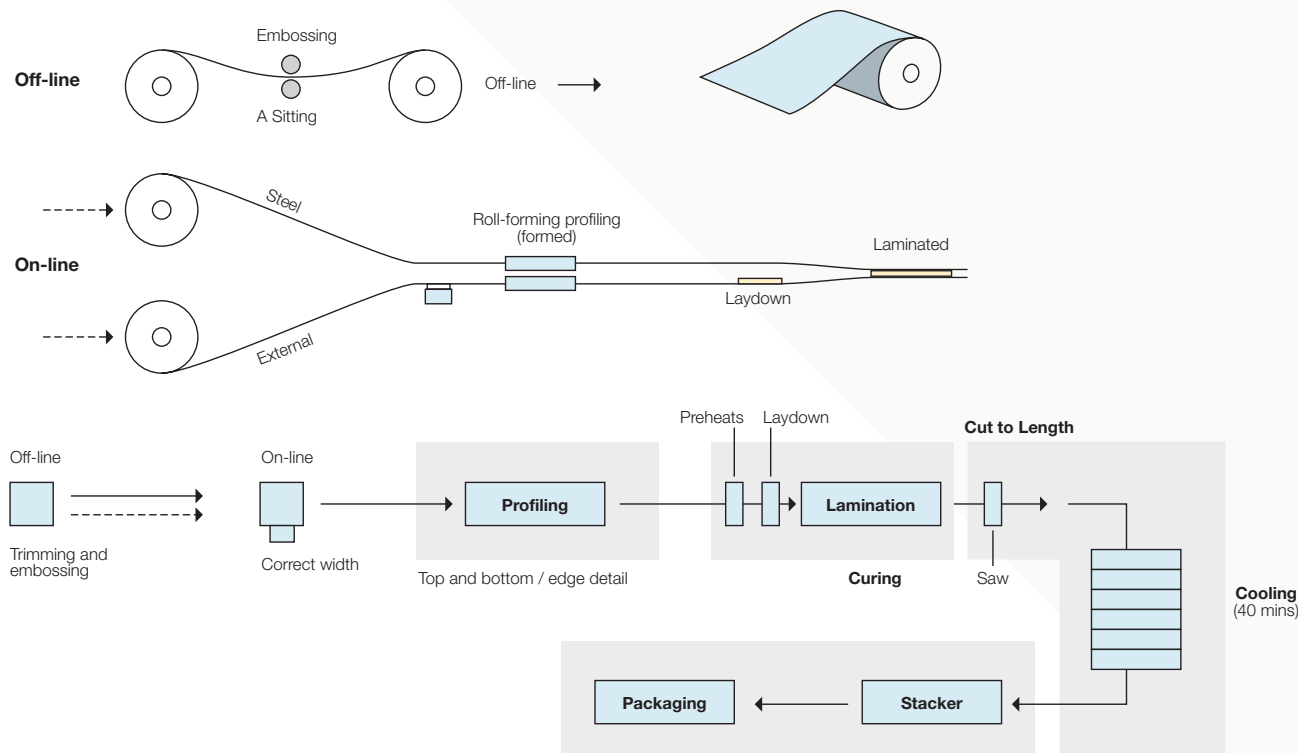 Embossing
Off-line
Off-line
A Sitting
Steel
Roll-forming profiling
(formed)
Laminated
On-line
Laydown
External
Preheats
Laydown
Cut to Length
Off-line
On-line
Profiling
Lamination
Trimming and
embossing
Correct width
Top and bottom / edge detail
Curing
Saw
Cooling
(40 mins)
Packaging
Stacker